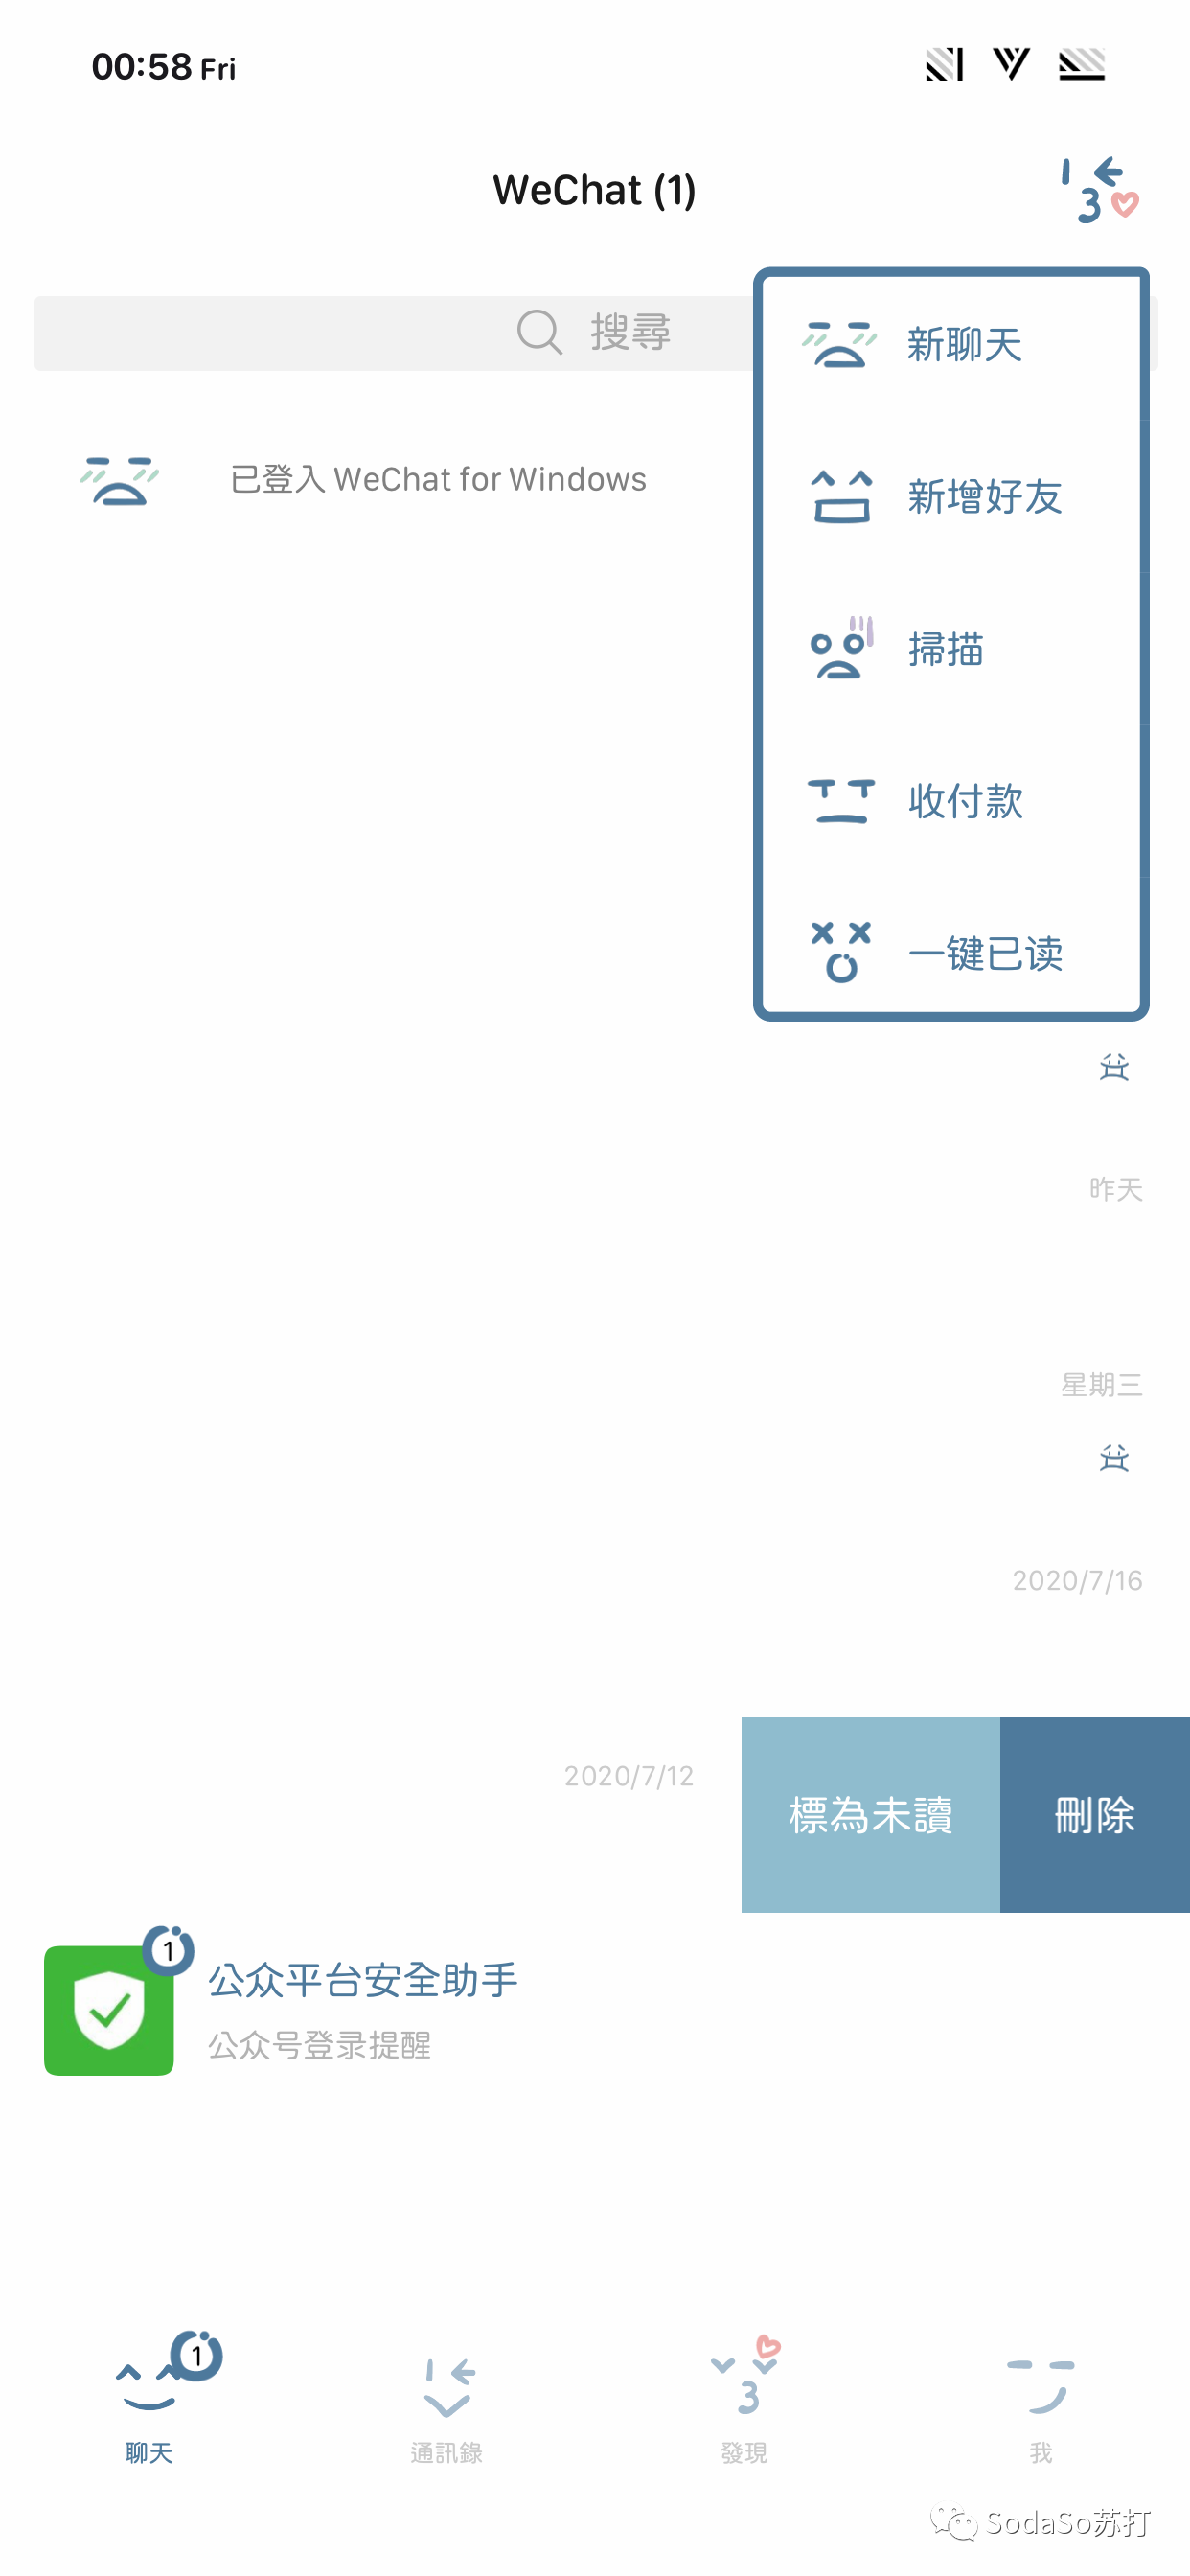 00:58 Fri
WeChat (1)
搜尋
新聊天
已登入 WeChat for Windows
新增好友
掃描
收付款
一键已读
昨天
星期三
2020/7/16
2020/7/12
標為未讀
刪除
1
公众平台安全助手
公众号登录提醒
1
聊天
通訊錄
發現
我
SodaSo苏打